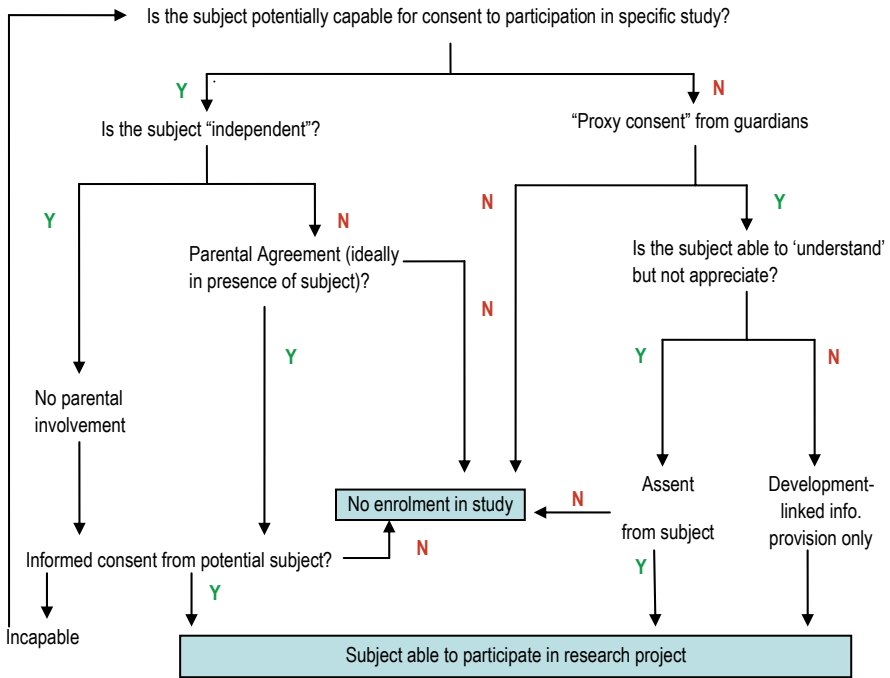 Is the subject potentially capable for consent to participation in specific study?
Y
N
Is the subject “independent”?
“Proxy consent” from guardians
Y
N
N
Y
Parental Agreement (ideally
in presence of subject)?
Is the subject able to ‘understand’
but not appreciate?
N
Y
Y
N
No parental
involvement
No enrolment in study
N
Assent
from subject
Development-
linked info.
provision only
Informed consent from potential subject?
N
Y
Y
Incapable
Subject able to participate in research project